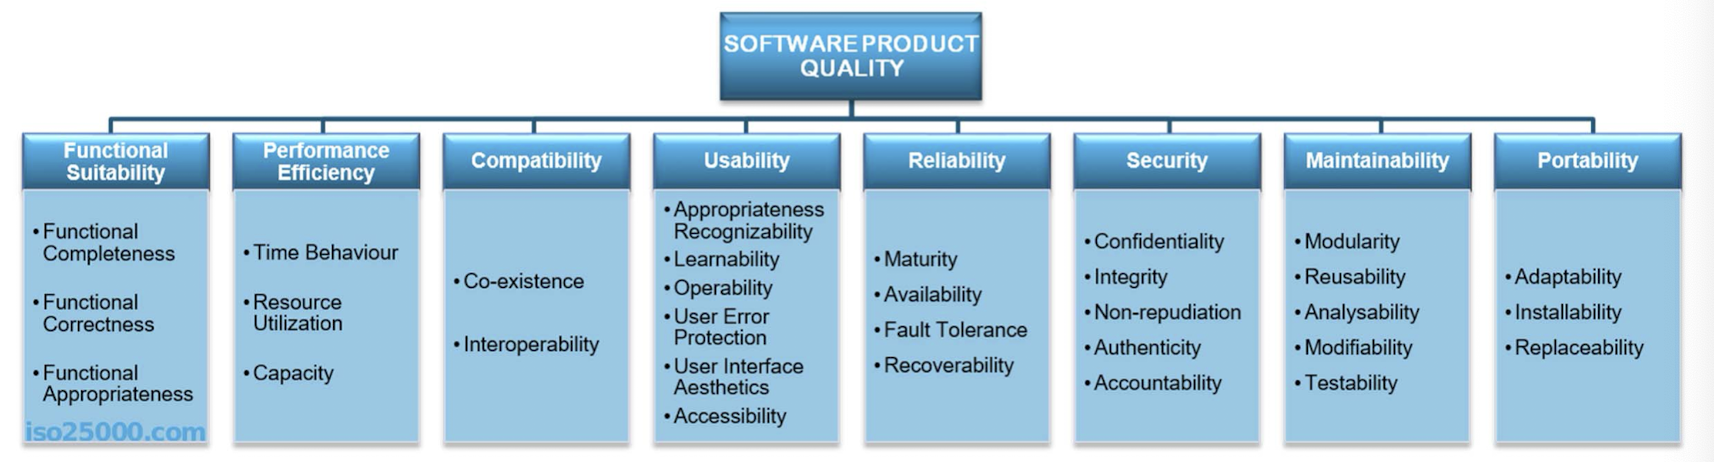 SOFTWARE PRODUCT
QUALITY
Functional
Suitability
• Functional
Completeness
• Functional
Correctness
• Functional
Appropriateness
iso25000.com
Performance
Efficiency
• Time Behaviour
• Resource
Utilization
• Capacity
Compatibility
• Co-existence
• Interoperability
Usability
• Appropriateness
Recognizability
• Learnability
• Operability
• User Error
Protection
• User Interface
Aesthetics
• Accessibility
Reliability
• Maturity
• Availability
• Fault Tolerance
• Recoverability
Security
• Confidentiality
• Integrity
• Non-repudiation
• Authenticity
• Accountability
Maintainability
• Modularity
• Reusability
• Analysability
• Modifiability
• Testability
Portability
• Adaptability
• Installability
• Replaceability